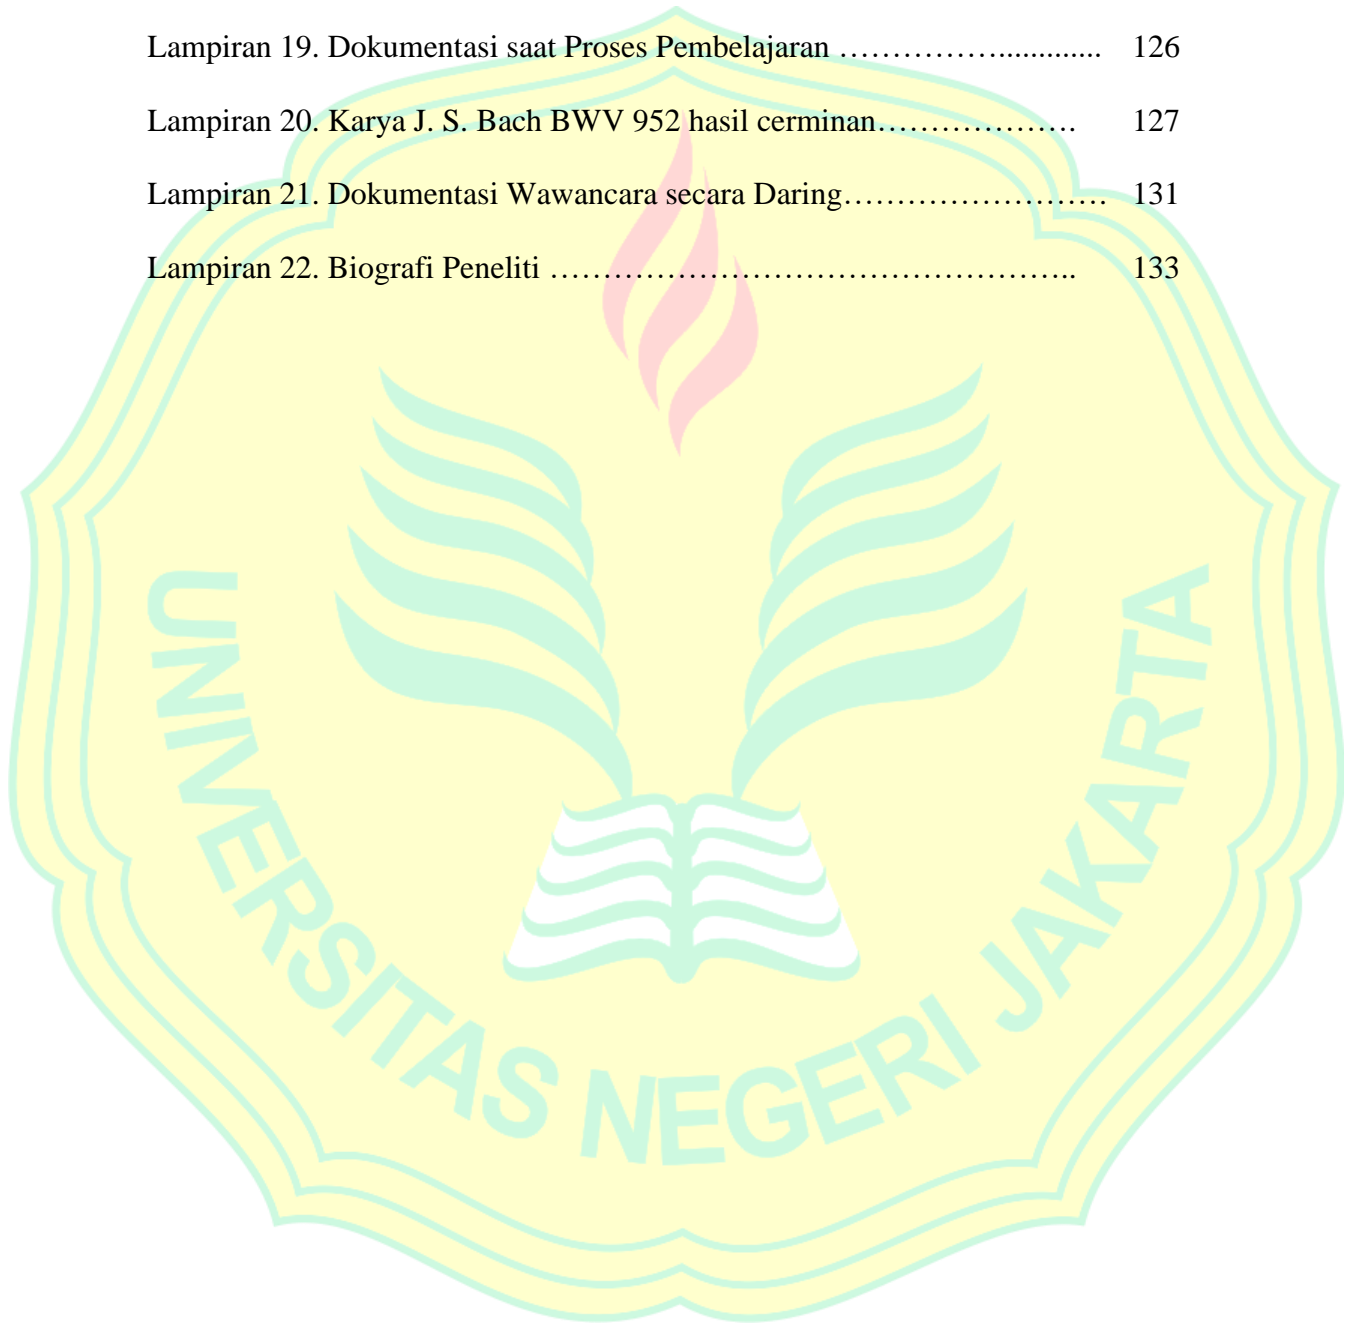 Lampiran 19. Dokumentasi saat Proses Pembelajaran ……………............. 126
Lampiran 20. Karya J. S. Bach BWV 952 hasil cerminan………………. 127
Lampiran 21. Dokumentasi Wawancara secara Daring……………………. 131
Lampiran 22. Biografi Peneliti ………………………………………….. 133
UNIVERSITAS NEGERI JAKARTA